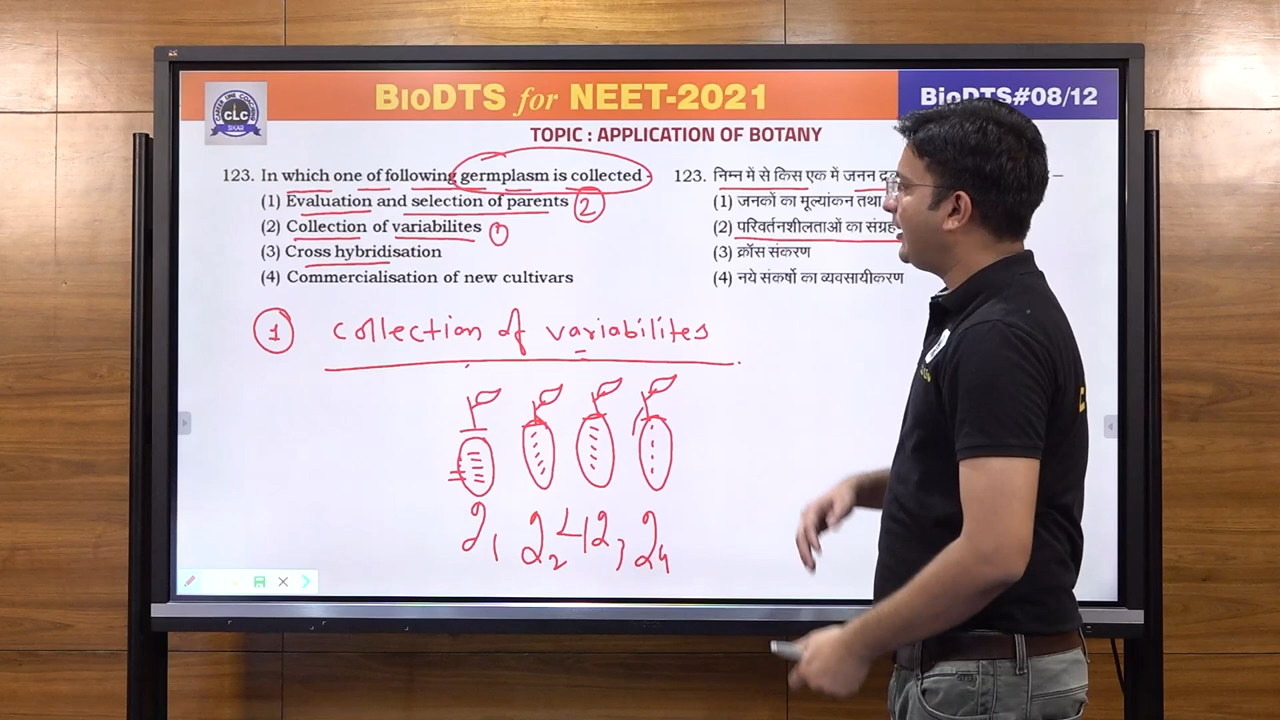 BIODTS for NEET-2021
BioDTS#08/12
CAREER LINE COACHING
CLC
SIKAR
TOPIC : APPLICATION OF BOTANY
123. In which one of following germplasm is collected -
(1) Evaluation and selection of parents 2
(2) Collection of variabilites 1
(3) Cross hybridisation
(4) Commercialisation of new cultivars
123. निम्न में से किस एक में जनन –
(1) जनकों का मूल्यांकन तथा
(2) परिवर्तनशीलताओं का संग्रह
(3) क्रॉस संकरण
(4) नये संकर्षो का व्यवसायीकरण
1 collection of variabilites